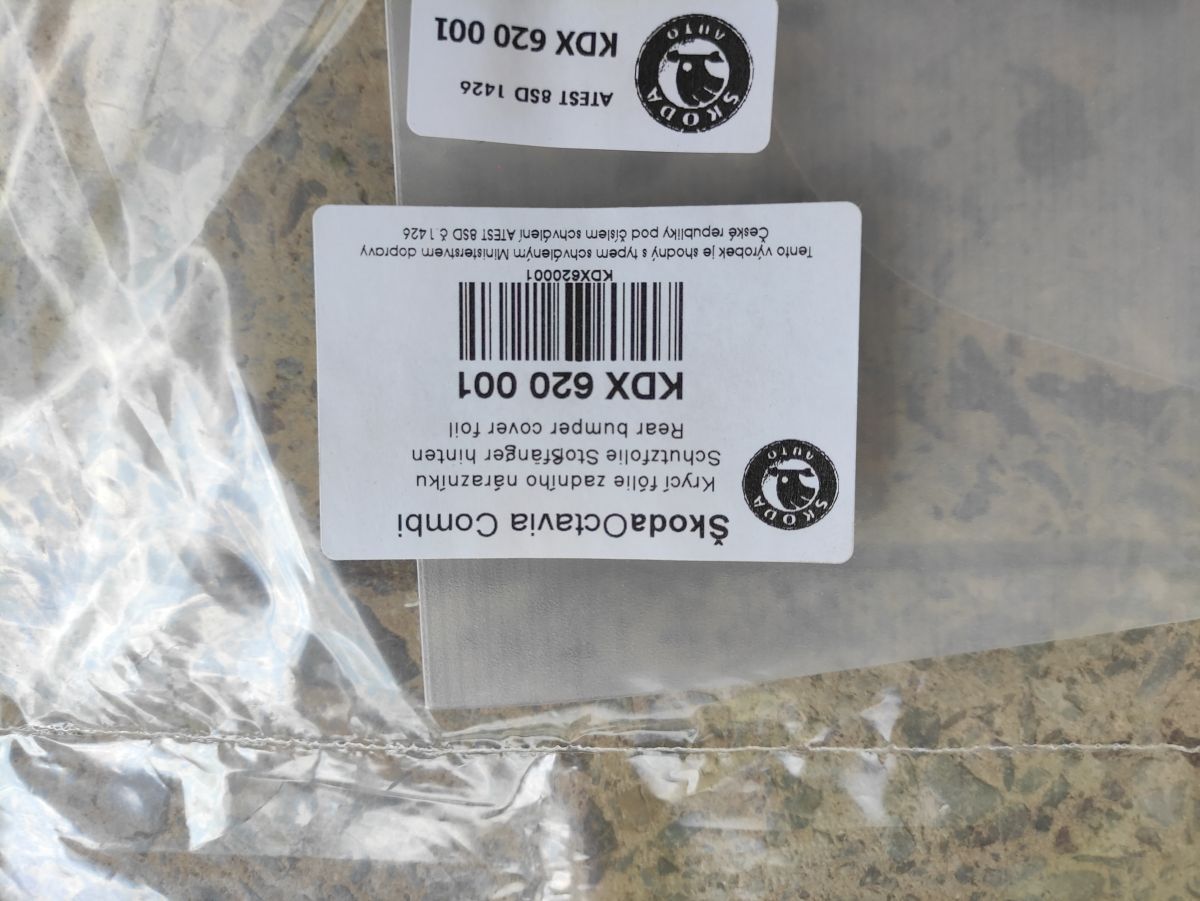 ŠkodaOctavia Combi
Krycí fólie zadního nárazníku
Schutzfolie Stoßfänger hinten
Rear bumper cover foil
KDX 620 001
KDX620001
Tento výrobek je shodný s typem schváleným Ministerstvem dopravy
České republiky pod číslem schválení ATEST 8SD č.1426
ŠKODA
AUTO
ATEST 8SD 1426
KDX 620 001
ŠKODA
AUTO